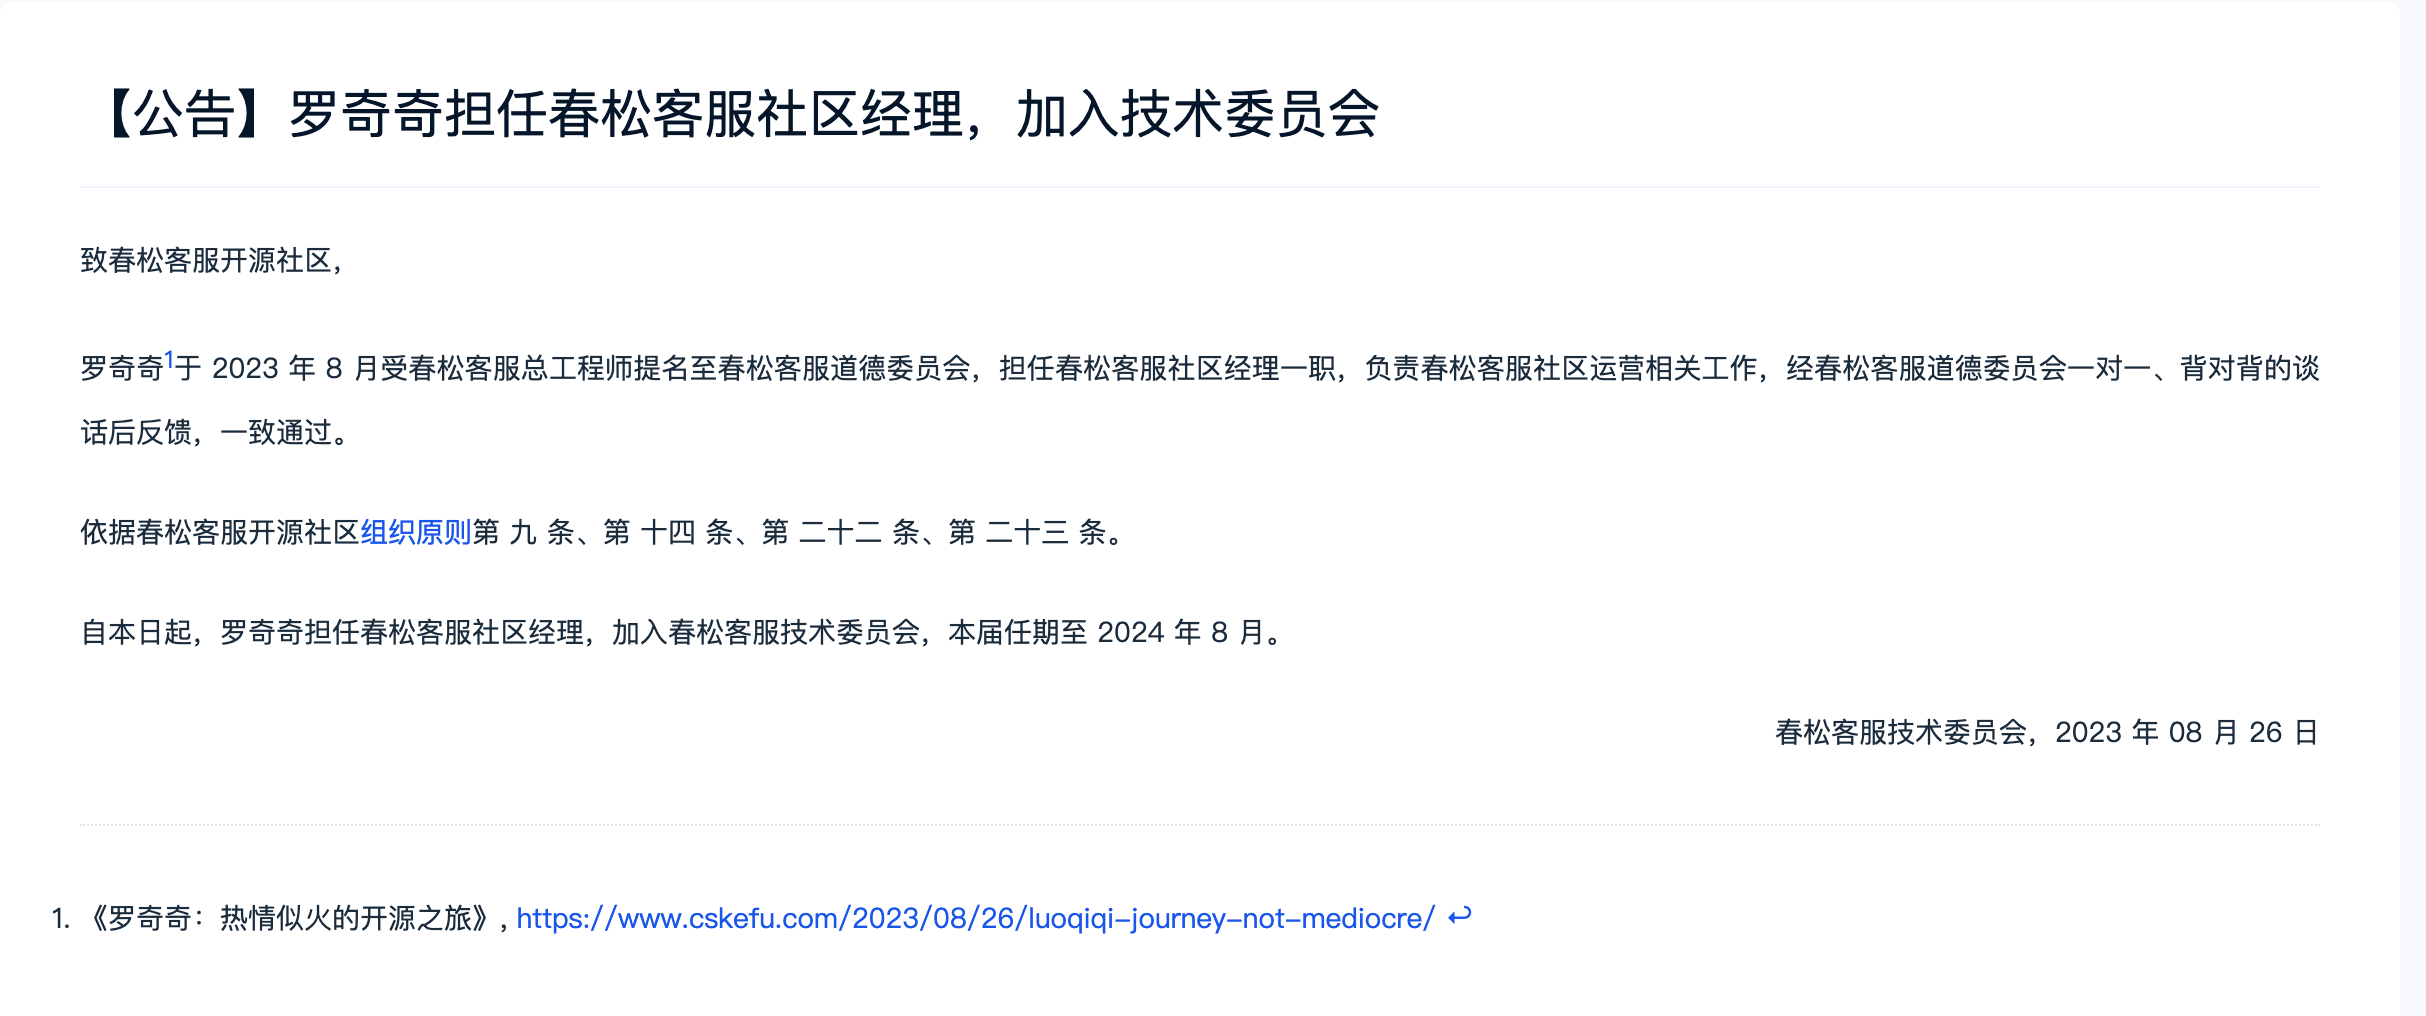 【公告】罗奇奇担任春松客服社区经理，加入技术委员会
致春松客服开源社区，
罗奇奇1于 2023 年 8 月受春松客服总工程师提名至春松客服道德委员会，担任春松客服社区经理一职，负责春松客服社区运营相关工作，经春松客服道德委员会一对一、背对背的谈
话后反馈，一致通过。
依据春松客服开源社区组织原则第 九 条、第 十四 条、第 二十二 条、第 二十三 条。
自本日起，罗奇奇担任春松客服社区经理，加入春松客服技术委员会，本届任期至 2024 年 8 月。
春松客服技术委员会，2023 年 08 月 26 日
1. 《罗奇奇：热情似火的开源之旅》, https://www.cskefu.com/2023/08/26/luoqiqi-journey-not-mediocre/ ↩